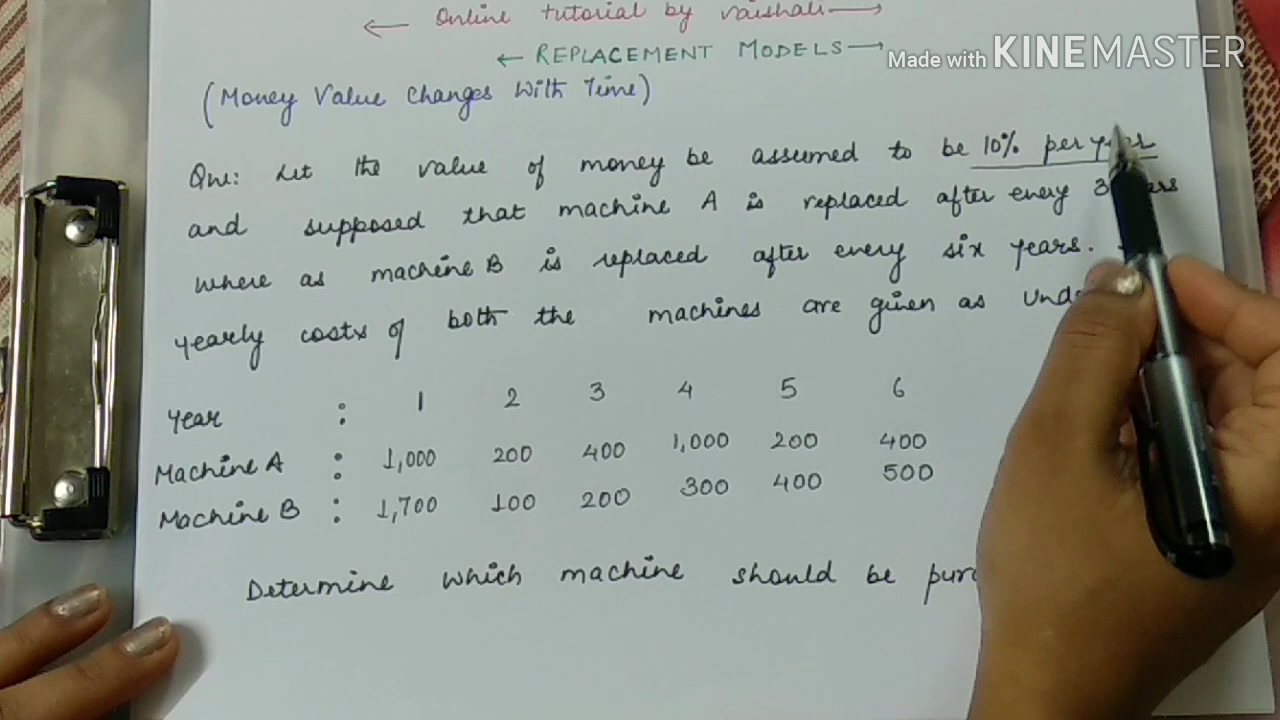 ← Online tutorial by vaishali →
← REPLACEMENT MODELS →
Made with KINEMASTER
(Money Value Changes With Time)
Que: Let the value of money be assumed to be 10% per year
and supposed that machine A is replaced after every 3
where as machine B is replaced after every six years.
yearly costs of both the machines are given as
Year : 1 2 3 4 5 6
Machine A : 1,000 200 400 1,000 200 400
Machine B : 1,700 100 200 300 400 500
Determine which machine should be